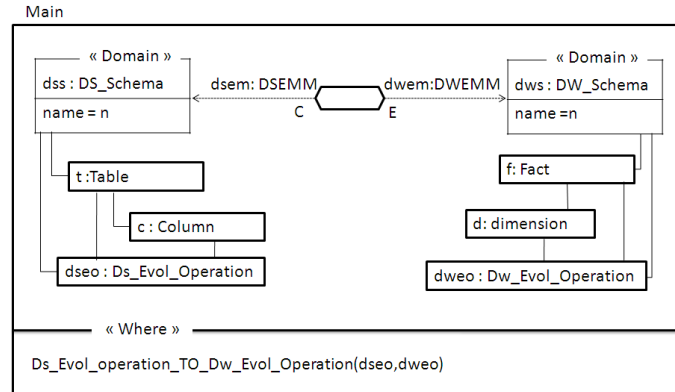 Main
« Domain »
dss : DS_Schema
name = n
dsem: DSEMM
C
dwem:DWEMM
E
« Domain »
dws : DW_Schema
name =n
t :Table
c : Column
dseo : Ds_Evol_Operation
f: Fact
d: dimension
dweo : Dw_Evol_Operation
« Where »
Ds_Evol_operation_TO_Dw_Evol_Operation(dseo,dweo)